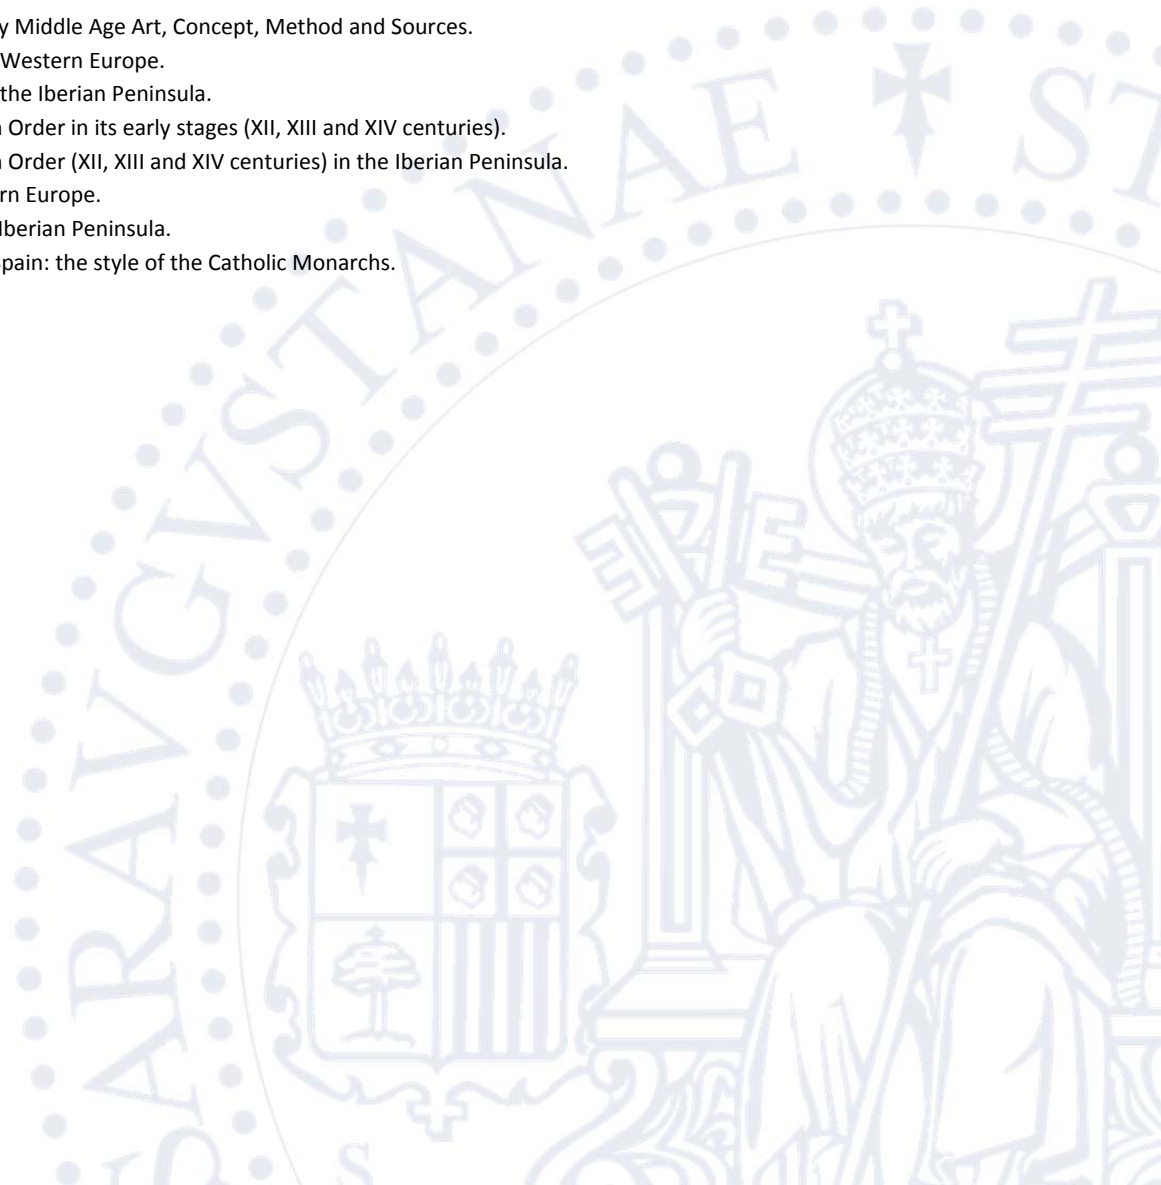 y Middle Age Art, Concept, Method and Sources.
Western Europe.
the Iberian Peninsula.
n Order in its early stages (XII, XIII and XIV centuries).
n Order (XII, XIII and XIV centuries) in the Iberian Peninsula.
rn Europe.
Iberian Peninsula.
pain: the style of the Catholic Monarchs.
SARAVGVSTANAE ST
S